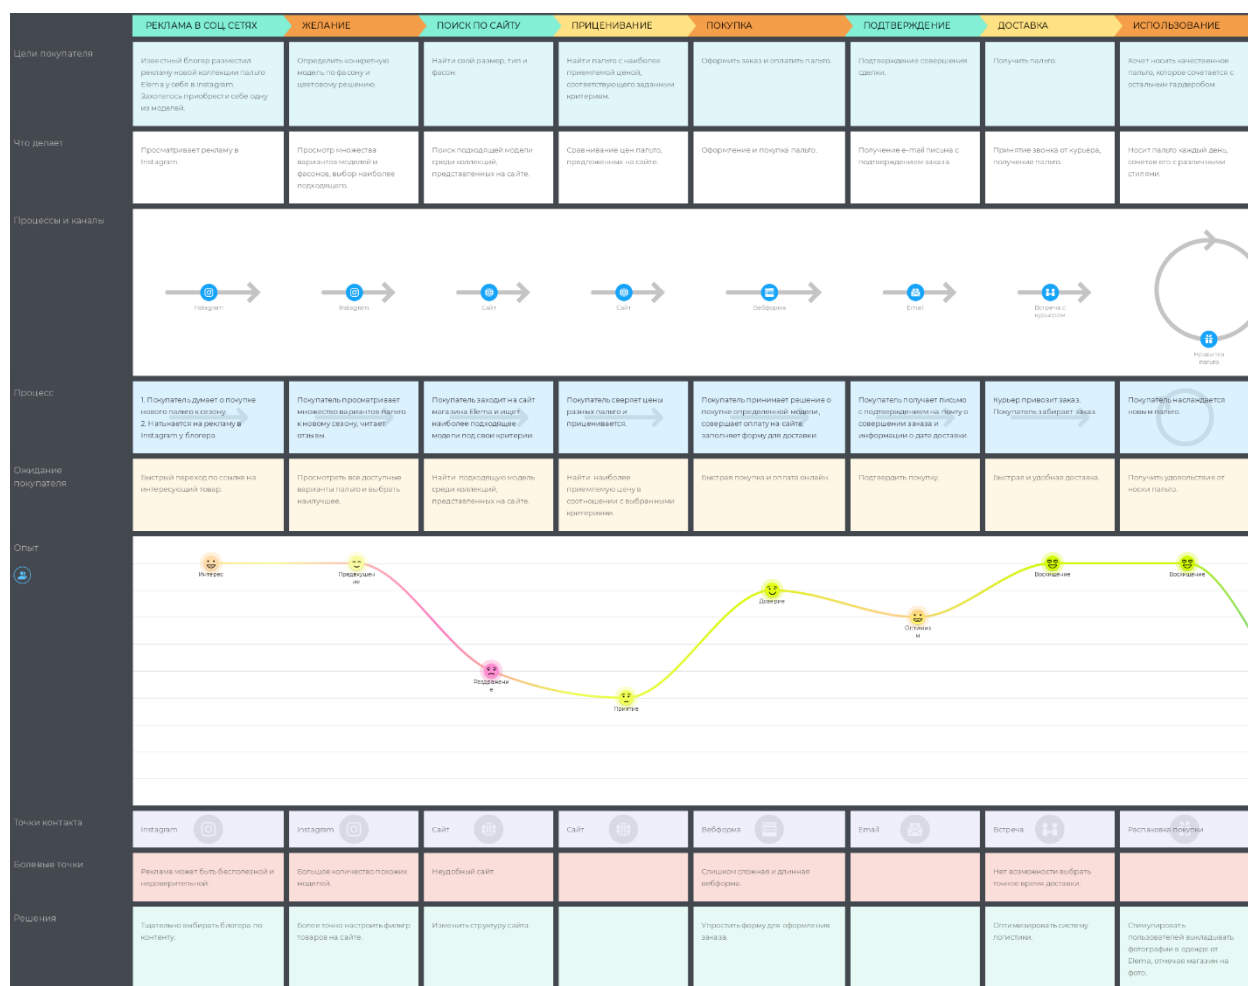 РЕКЛАМА В СОЦ. СЕТЯХ
ЖЕЛАНИЕ
ПОИСК ПО САЙТУ
ПРИЦЕНИВАНИЕ
ПОКУПКА
ПОДТВЕРЖДЕНИЕ
ДОСТАВКА
ИСПОЛЬЗОВАНИЕ
Цели покупателя
Известный блогер разместил
рекламу новой коллекции пальто
Elema у себя в Instagram.
Захотелось приобрести себе одну
из моделей.
Определить конкретную
модель по фасону и
цветовому решению.
Найти свой размер, тип и
фасон.
Найти пальто с наиболее
приемлемой ценой,
соответствующего заданным
критериям.
Оформить заказ и оплатить пальто.
Подтверждение совершения
сделки.
Получить пальто.
Хочет носить качественное
пальто, которое сочетается с
остальным гардеробом.
Что делает
Просматривает рекламу в
Instagram.
Просмотр множества
вариантов моделей и
фасонов, выбор наиболее
подходящего.
Поиск подходящей модели
среди коллекций,
представленных на сайте.
Сравнивание цен пальто,
предложенных на сайте.
Оформление и покупка пальто.
Получение e-mail письма с
подтверждением заказа.
Принятие звонка от курьера,
получение пальто.
Носит пальто каждый день,
сочетая его с различными
стилями.
Процессы и каналы
Instagram
Instagram
Сайт
Сайт
Вебформа
Email
Встреча с
курьером
Нравится
пальто
Процесс
1. Покупатель думает о покупке
нового пальто к сезону.
2. Натыкается на рекламу в
Instagram у блогера.
Покупатель просматривает
множество вариантов пальто
к новому сезону, читает
отзывы.
Покупатель заходит на сайт
магазина Elema и ищет
наиболее подходящее
модели под свои критерии.
Покупатель сверяет цены
разных пальто и
приценивается.
Покупатель принимает решение о
покупке определенной модели,
совершает оплату на сайте,
заполняет форму для доставки.
Покупатель получает письмо
с подтверждением на почту о
совершении заказа и
информации о дате доставки.
Курьер привозит заказ.
Покупатель забирает заказ.
Покупатель наслаждается
новым пальто.
Ожидание
покупателя
Быстрый переход по ссылке на
интересующий товар.
Просмотреть все доступные
варианты пальто и выбрать
наилучшее.
Найти подходящую модель
среди коллекций,
представленных на сайте.
Найти наиболее
приемлемую цену в
соотношении с выбранными
критериями.
Быстрая покупка и оплата онлайн.
Подтвердить покупку.
Быстрая и удобная доставка.
Получить удовольствие от
носки пальто.
Опыт
Интерес
Предвкушен
ие
Раздражени
е
Приятие
Доверие
Оптимиз
м
Восхищение
Восхищение
Точки контакта
Instagram
Instagram
Сайт
Сайт
Вебформа
Email
Встреча
Распаковка покупки
Болевые точки
Реклама может быть бесполезной и
недоверительной.
Большое количество похожих
моделей.
Неудобный сайт.
Слишком сложная и длинная
вебформа.
Нет возможности выбрать
точное время доставки.
Решения
Тщательно выбирать блогера по
контенту.
Более точно настроить фильтр
товаров на сайте.
Изменить структуру сайта.
Упростить форму для оформления
заказа.
Оптимизировать систему
логистики.
Стимулировать
пользователей выкладывать
фотографии в одежде от
Elema, отмечая магазин на
фото.